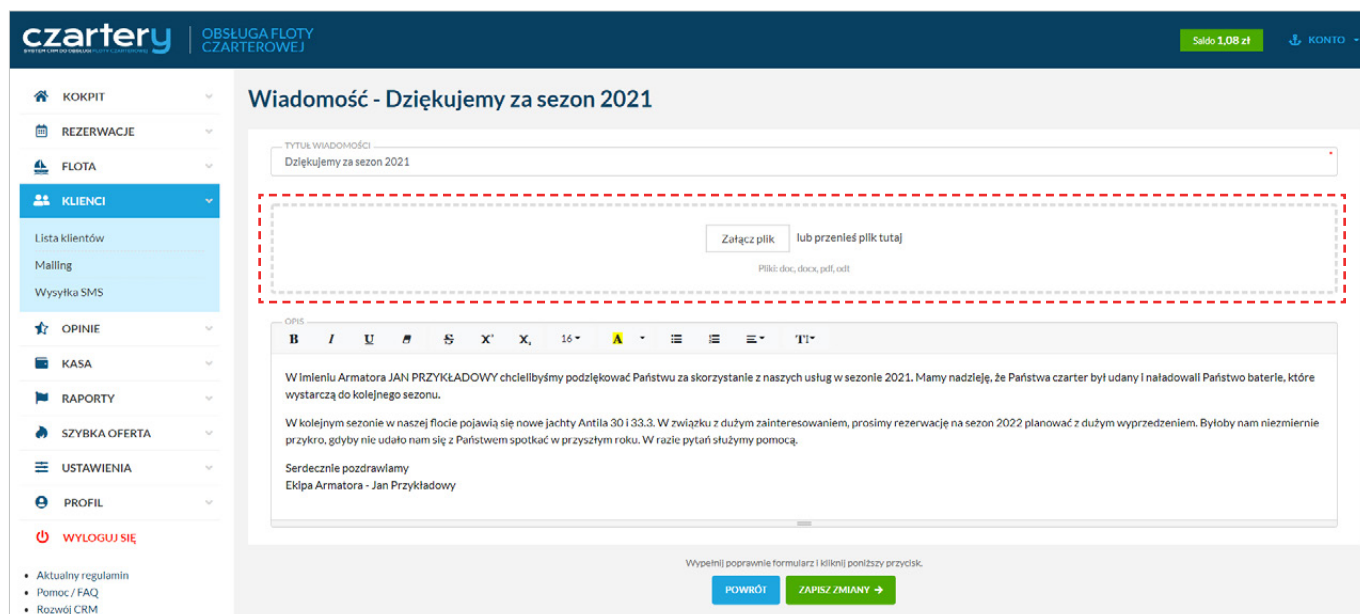 czartery
SYSTEM CRM DO OBSŁUGI FLOTY CZARTEROWEJ
OBSŁUGA FLOTY
CZARTEROWEJ
Saldo 1,08 zł
KONTO
KOKPIT
REZERWACJE
FLOTA
KLIENCI
Lista klientów
Mailing
Wysyłka SMS
OPINIE
KASA
RAPORTY
SZYBKA OFERTA
USTAWIENIA
PROFIL
WYLOGUJ SIĘ
• Aktualny regulamin
• Pomoc / FAQ
• Rozwój CRM
Wiadomość - Dziękujemy za sezon 2021
TYTUŁ WIADOMOŚCI
Dziękujemy za sezon 2021
*
Załącz plik lub przenieś plik tutaj
Pliki: doc, docx, pdf, odt
OPIS
B I U S X˄ X˅ 16 A T!
W imieniu Armatora JAN PRZYKŁADOWY chcielibyśmy podziękować Państwu za skorzystanie z naszych usług w sezonie 2021. Mamy nadzieję, że Państwa czarter był udany i naładowali Państwo baterie, które
wystarczą do kolejnego sezonu.
W kolejnym sezonie w naszej flocie pojawią się nowe jachty Antila 30 i 33.3. W związku z dużym zainteresowaniem, prosimy rezerwację na sezon 2022 planować z dużym wyprzedzeniem. Byłoby nam niezmiernie
przykro, gdyby nie udało nam się z Państwem spotkać w przyszłym roku. W razie pytań służymy pomocą.
Serdecznie pozdrawiamy
Ekipa Armatora - Jan Przykładowy
Wypełnij poprawnie formularz i kliknij poniższy przycisk.
POWRÓT
ZAPISZ ZMIANY →